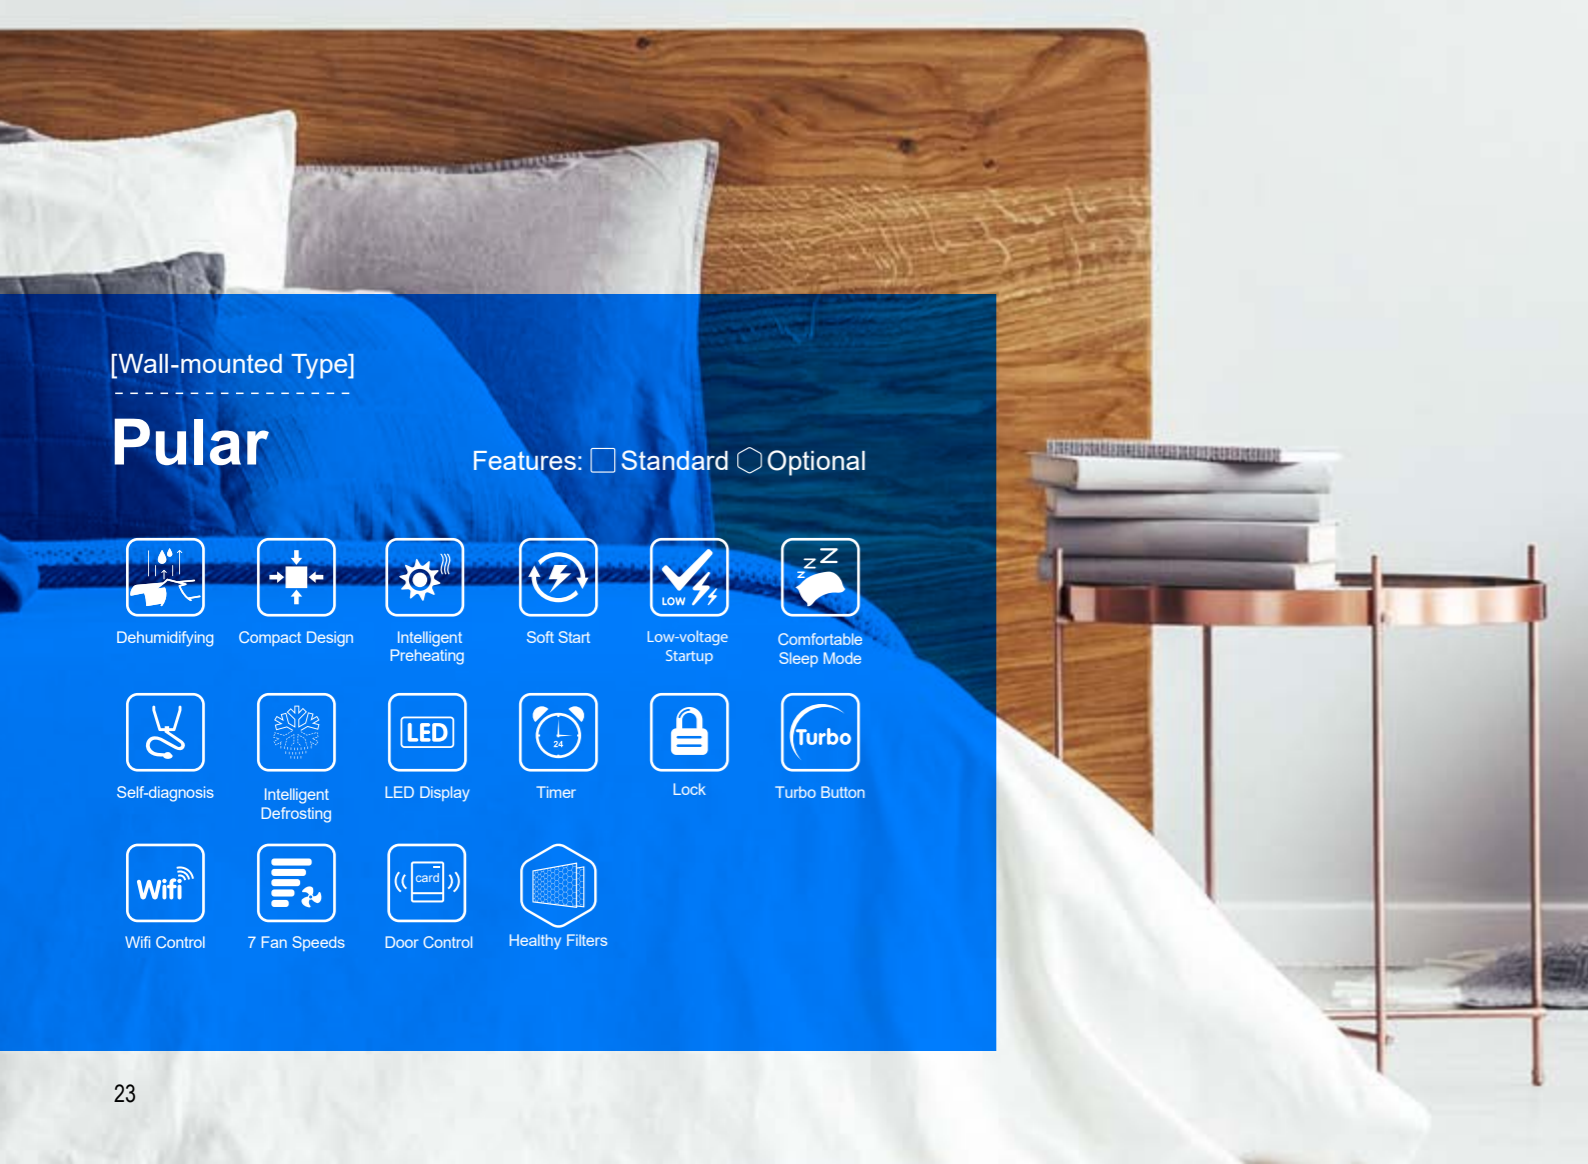 [Wall-mounted Type]
Pular
Features: Standard Optional
LOW
z z Z
Dehumidifying
Compact Design
Intelligent
Preheating
Soft Start
Low-voltage
Startup
Comfortable
Sleep Mode
LED
24
Turbo
Self-diagnosis
Intelligent
Defrosting
LED Display
Timer
Lock
Turbo Button
Wifi
card
Wifi Control
7 Fan Speeds
Door Control
Healthy Filters
23